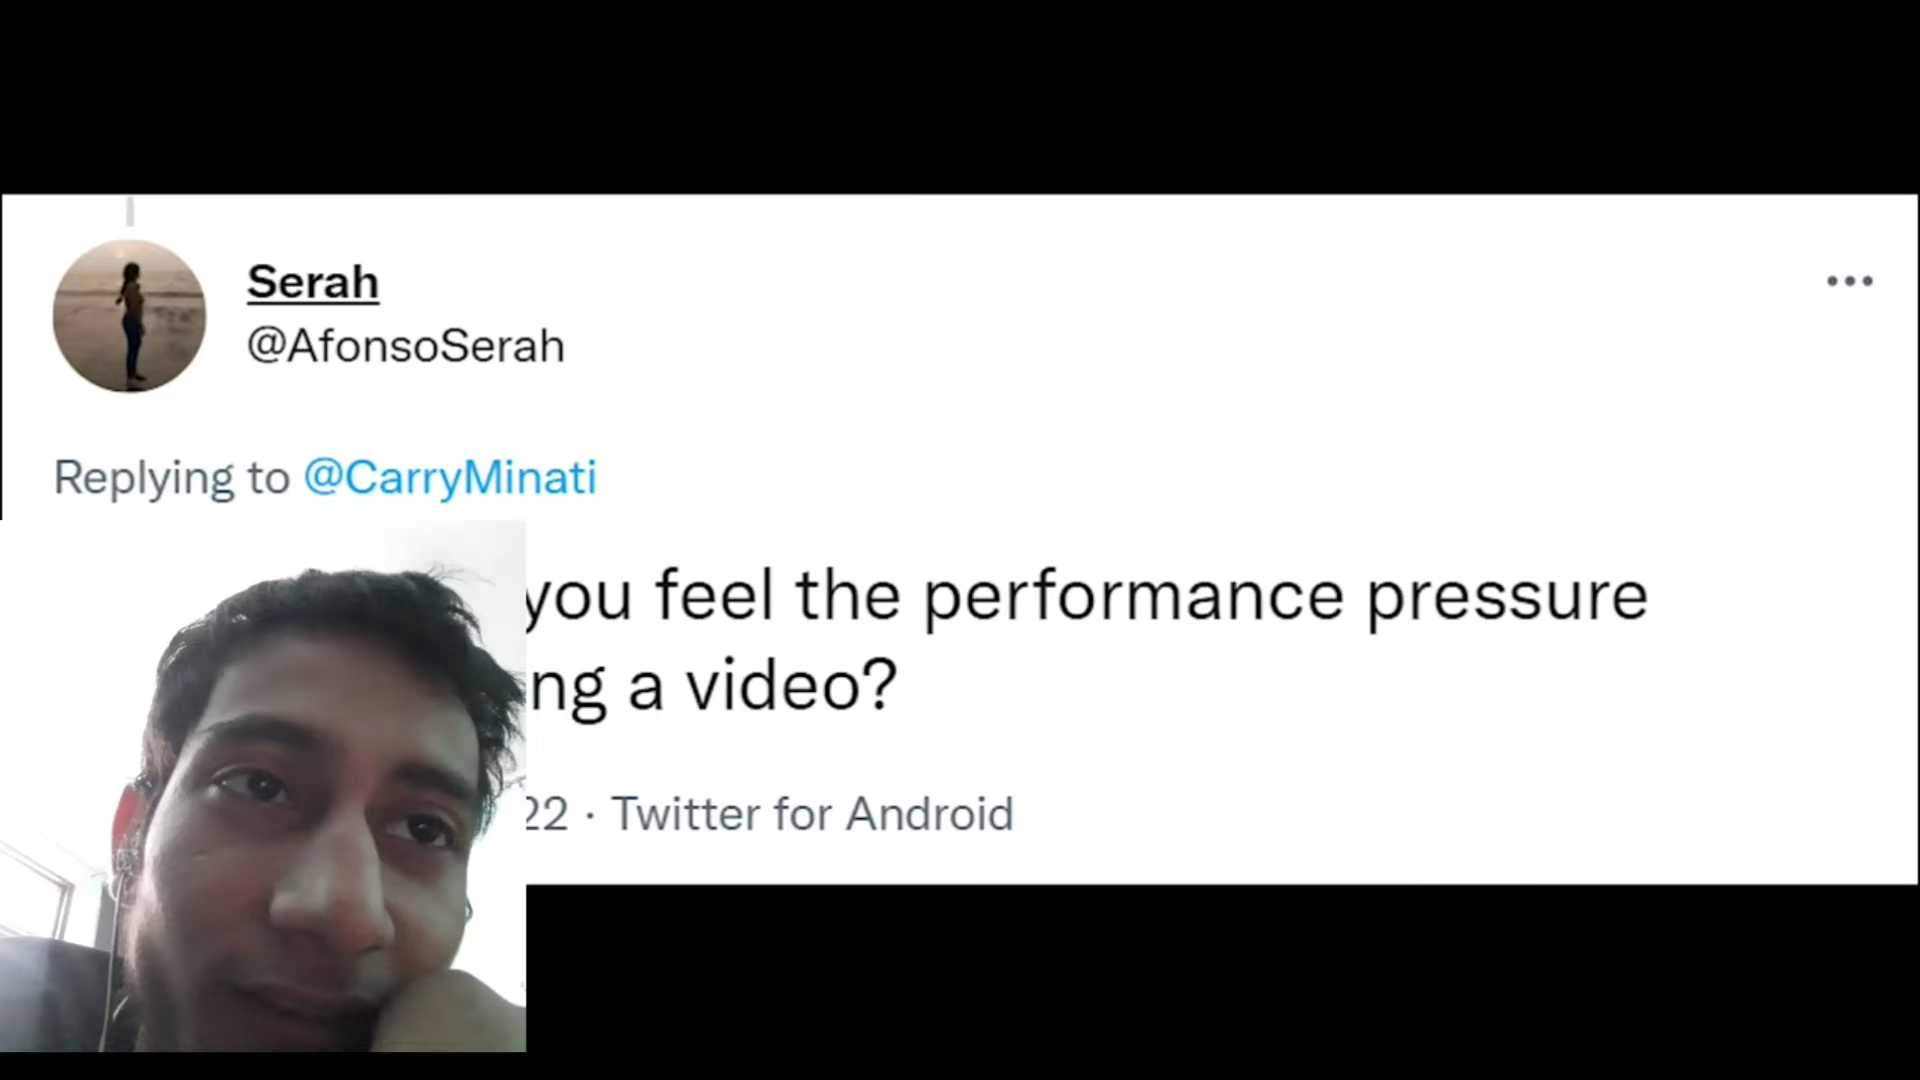 Serah
@AfonsoSerah
Replying to @CarryMinati
you feel the performance pressure
ng a video?
22 · Twitter for Android